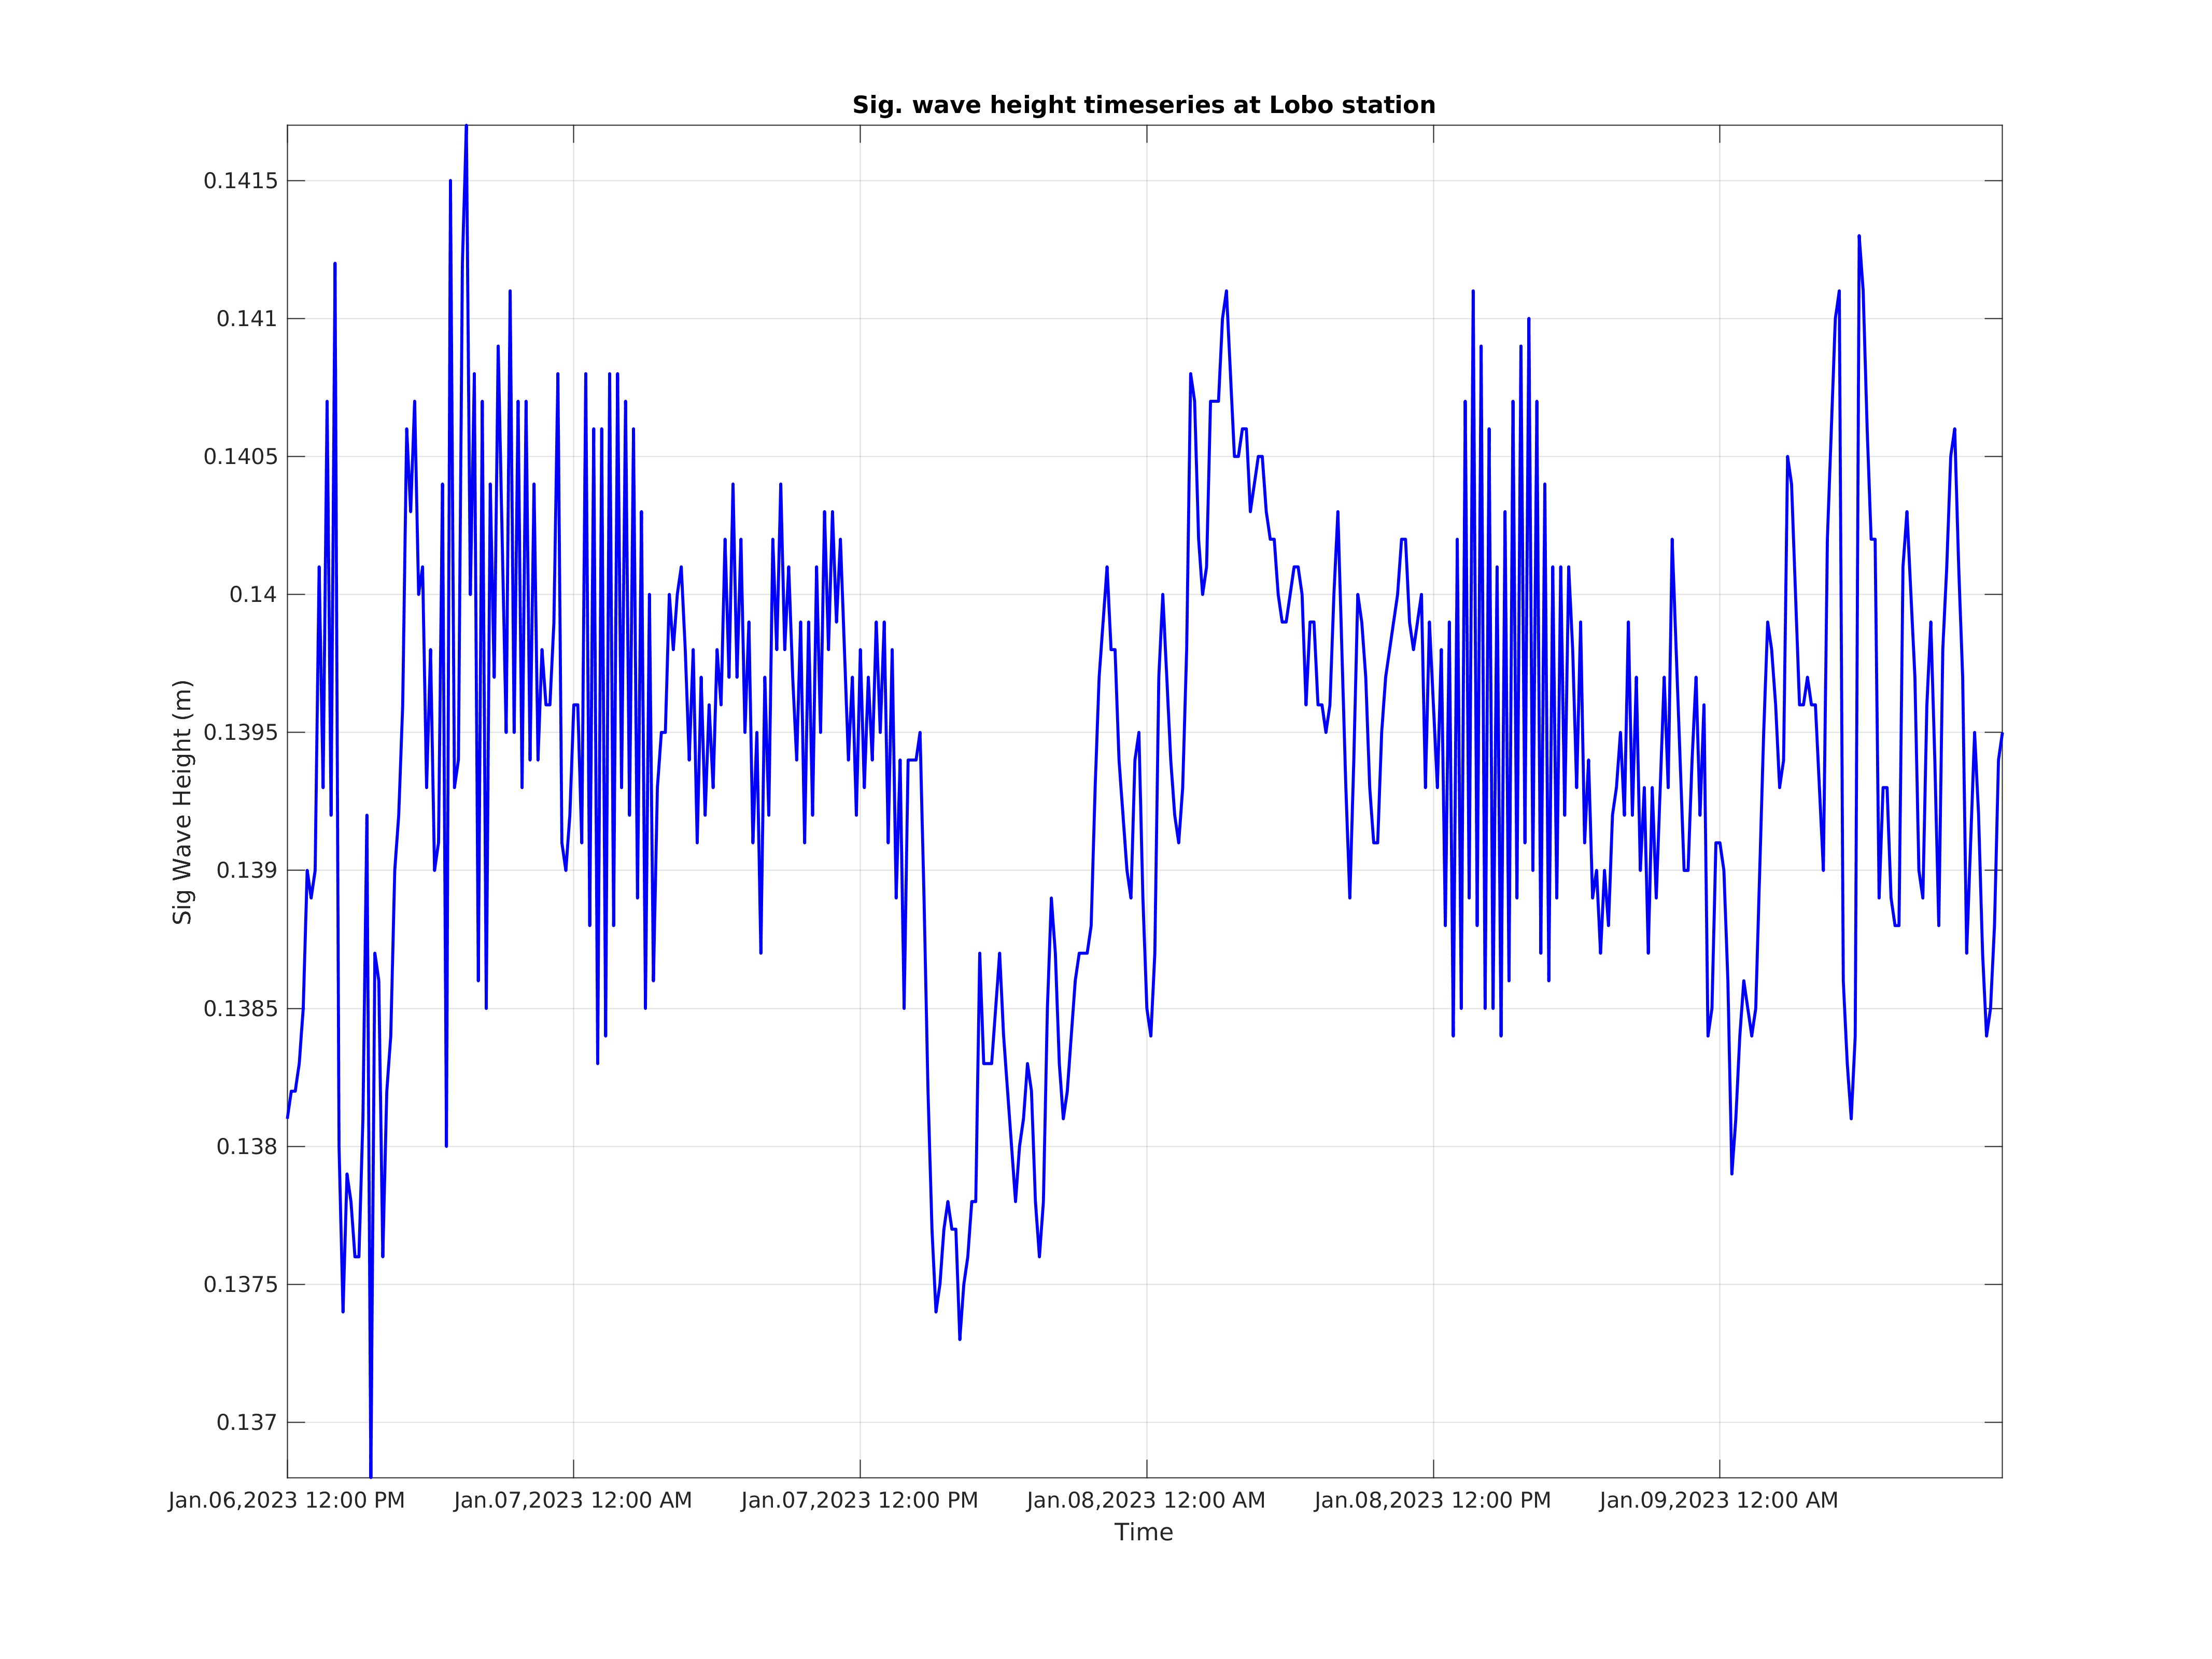 Sig. wave height timeseries at Lobo station
0.1415
0.141
0.1405
0.14
0.1395
0.139
0.1385
0.138
0.1375
0.137
Sig Wave Height (m)
Jan.06,2023 12:00 PM Jan.07,2023 12:00 AM Jan.07,2023 12:00 PM Jan.08,2023 12:00 AM Jan.08,2023 12:00 PM Jan.09,2023 12:00 AM
Time